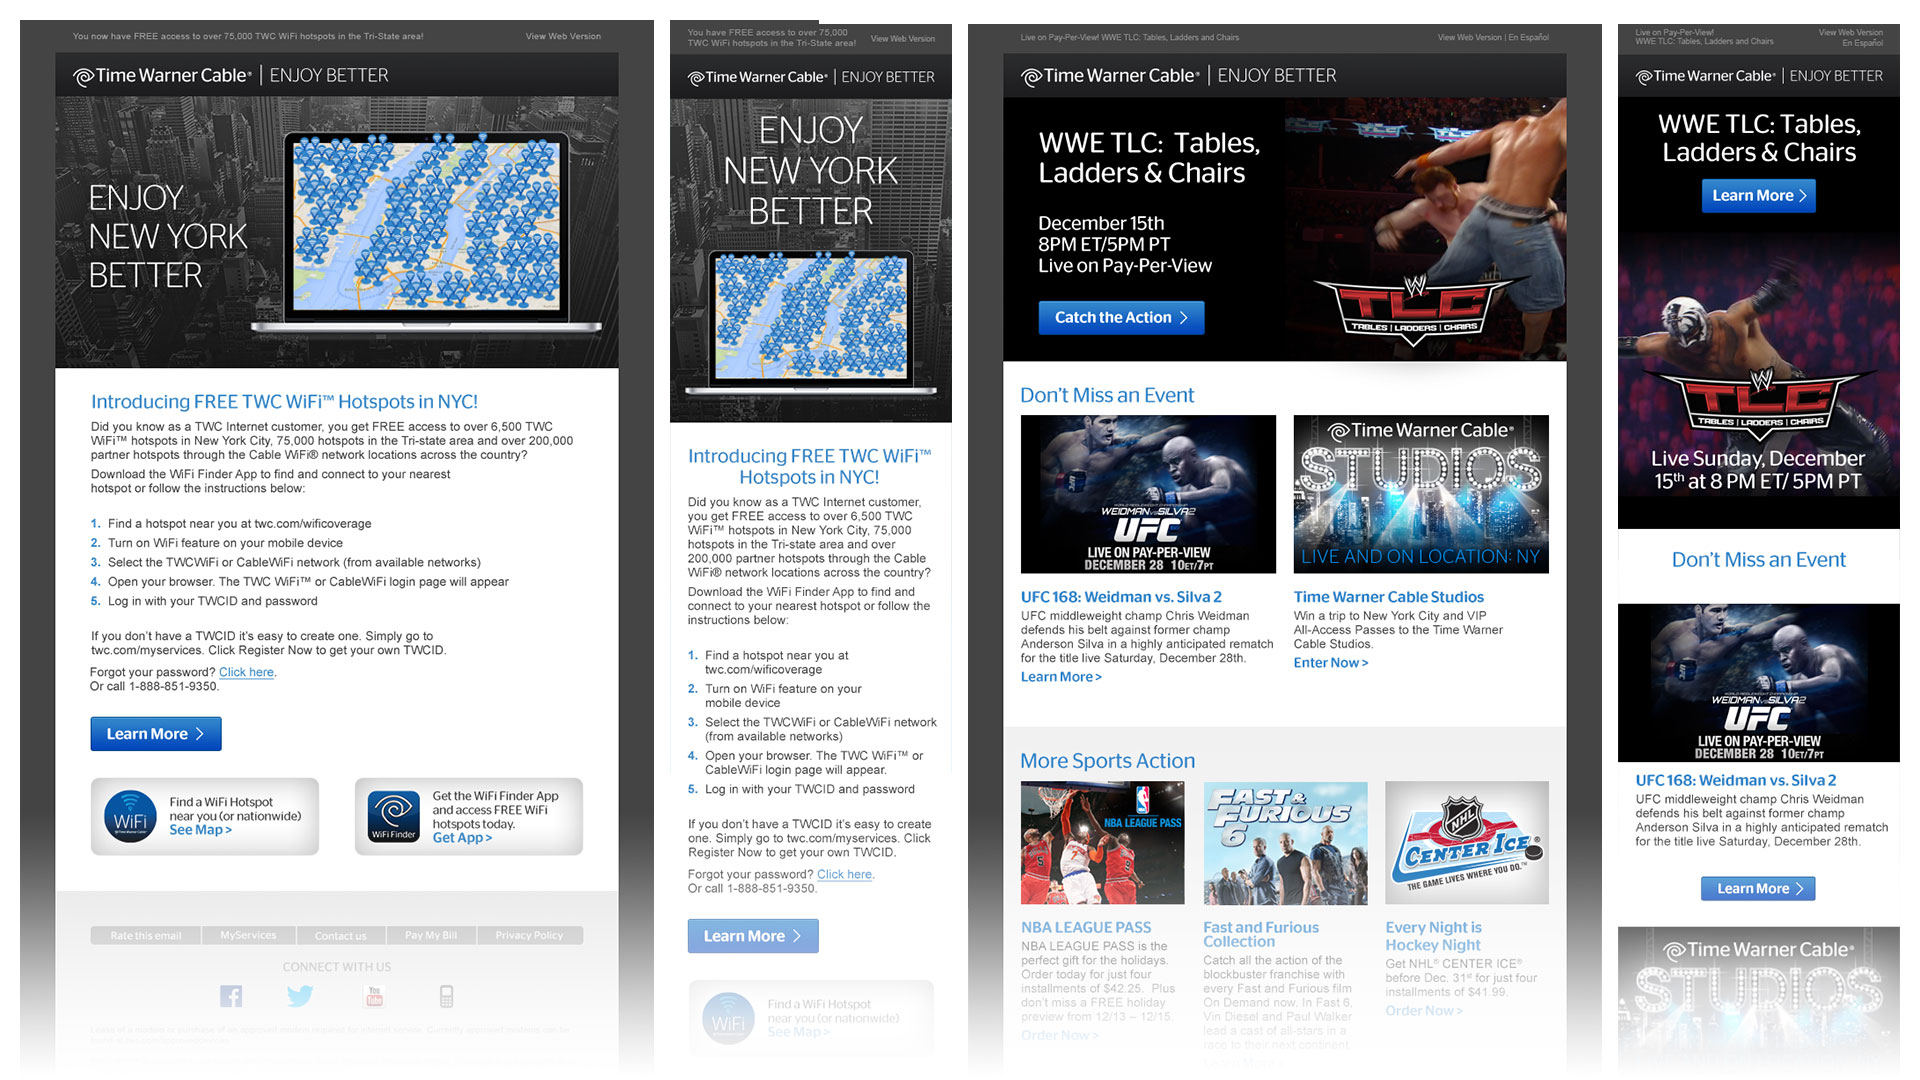 You now have FREE access to over 75,000 TWC WiFi hotspots in the Tri-State area!
View Web Version
Time Warner Cable® | ENJOY BETTER
ENJOY
NEW YORK
BETTER
Introducing FREE TWC WiFi™ Hotspots in NYC!
Did you know as a TWC Internet customer, you get FREE access to over 6,500 TWC
WiFi™ hotspots in New York City, 75,000 hotspots in the Tri-state area and over 200,000
partner hotspots through the Cable WiFi® network locations across the country?
Download the WiFi Finder App to find and connect to your nearest
hotspot or follow the instructions below:
1. Find a hotspot near you at twc.com/wificoverage
2. Turn on WiFi feature on your mobile device
3. Select the TWCWiFi or CableWiFi network (from available networks)
4. Open your browser. The TWC WiFi™ or CableWiFi login page will appear
5. Log in with your TWCID and password
If you don't have a TWCID it's easy to create one. Simply go to
twc.com/myservices. Click Register Now to get your own TWCID.
Forgot your password? Click here.
Or call 1-888-851-9350.
Learn More >
WiFi
Find a WiFi Hotspot
near you (or nationwide)
See Map >
WiFi Finder
Get the WiFi Finder App
and access FREE WiFi
hotspots today.
Get App >
Rate this email
MyServices
Contact us
Pay My Bill
Privacy Policy
CONNECT WITH US
You Tube
Lease of a modem or purchase of an approved modem required for Internet service. Currently approved modems can be
found at twc.com/approvedmodems
You have FREE access to over 75,000
TWC WiFi hotspots in the Tri-State area!
View Web Version
Time Warner Cable® | ENJOY BETTER
ENJOY
NEW YORK
BETTER
Introducing FREE TWC WiFi™
Hotspots in NYC!
Did you know as a TWC Internet customer,
you get FREE access to over 6,500 TWC
WiFi™ hotspots in New York City, 75,000
hotspots in the Tri-state area and over
200,000 partner hotspots through the Cable
WiFi® network locations across the country?
Download the WiFi Finder App to find and
connect to your nearest hotspot or follow the
instructions below:
1. Find a hotspot near you at
twc.com/wificoverage
2. Turn on WiFi feature on your
mobile device
3. Select the TWCWiFi or CableWiFi network
(from available networks)
4. Open your browser. The TWC WiFi™ or
CableWiFi login page will appear.
5. Log in with your TWCID and password
If you don't have a TWCID it's easy to create
one. Simply go to twc.com/myservices. Click
Register Now to get your own TWCID.
Forgot your password? Click here.
Or call 1-888-851-9350.
Learn More >
WiFi
Find a WiFi Hotspot
near you (or nationwide)
See Map >
Live on Pay-Per-View! WWE TLC: Tables, Ladders and Chairs
View Web Version | En Español
Time Warner Cable® | ENJOY BETTER
WWE TLC: Tables,
Ladders & Chairs
December 15th
8PM ET/5PM PT
Live on Pay-Per-View
Catch the Action >
W
TLC
TABLES | LADDERS | CHAIRS
Don't Miss an Event
WEIDMAN VS SILVA 2
UFC
LIVE ON PAY-PER-VIEW
DECEMBER 28 10ET/7PT
Time Warner Cable®
STUDIOS
LIVE AND ON LOCATION: NY
UFC 168: Weidman vs. Silva 2
UFC middleweight champ Chris Weidman
defends his belt against former champ
Anderson Silva in a highly anticipated rematch
for the title live Saturday, December 28th.
Learn More >
Time Warner Cable Studios
Win a trip to New York City and VIP
All-Access Passes to the Time Warner
Cable Studios.
Enter Now >
More Sports Action
NBA
NBA LEAGUE PASS
FAST &
FURIOUS
6
NHL
CENTER ICE
THE GAME LIVES WHERE YOU DO.™
NBA LEAGUE PASS
NBA LEAGUE PASS is the
perfect gift for the holidays.
Order today for just four
installments of $42.25. Plus
don't miss a FREE holiday
preview from 12/13 – 12/15.
Order Now >
Fast and Furious
Collection
Catch all the action of the
blockbuster franchise with
every Fast and Furious film
On Demand now. In Fast 6,
Vin Diesel and Paul Walker
lead a cast of all-stars in a
race to their next continent.
Learn More >
Every Night is
Hockey Night
Get NHL® CENTER ICE®
before Dec. 31st for just four
installments of $41.99.
Order Now >
Live on Pay-Per-View!
WWE TLC: Tables, Ladders and Chairs
View Web Version
En Español
Time Warner Cable® | ENJOY BETTER
WWE TLC: Tables,
Ladders & Chairs
Learn More >
W
TLC
TABLES | LADDERS | CHAIRS
Live Sunday, December
15th at 8 PM ET/ 5PM PT
Don't Miss an Event
WORLD MIDDLEWEIGHT CHAMPIONSHIP
WEIDMAN VS SILVA 2
UFC
LIVE ON PAY-PER-VIEW
DECEMBER 28 10ET/7PT
UFC 168: Weidman vs. Silva 2
UFC middleweight champ Chris Weidman
defends his belt against former champ
Anderson Silva in a highly anticipated rematch
for the title live Saturday, December 28th.
Learn More >
Time Warner Cable®
STUDIOS